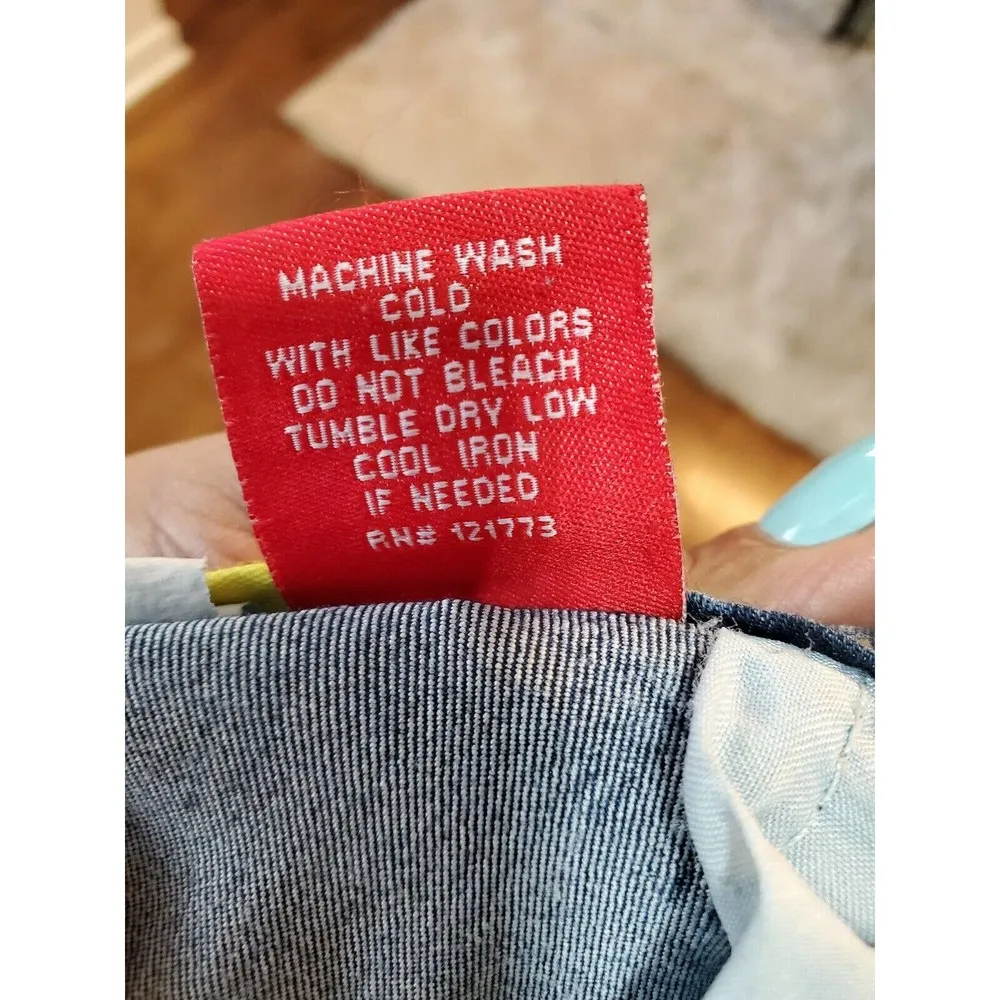 MACHINE WASH
COLD
WITH LIKE COLORS
DO NOT BLEACH
TUMBLE DRY LOW
COOL IRON
IF NEEDED
RN# 121773